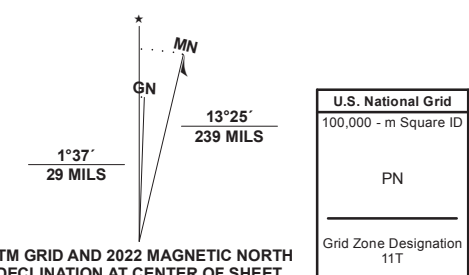 ★
MN
GN
13°25´
239 MILS
1°37´
29 MILS
TM GRID AND 2022 MAGNETIC NORTH
DECLINATION AT CENTER OF SHEET
U.S. National Grid
100,000 - m Square ID
PN
Grid Zone Designation
11T